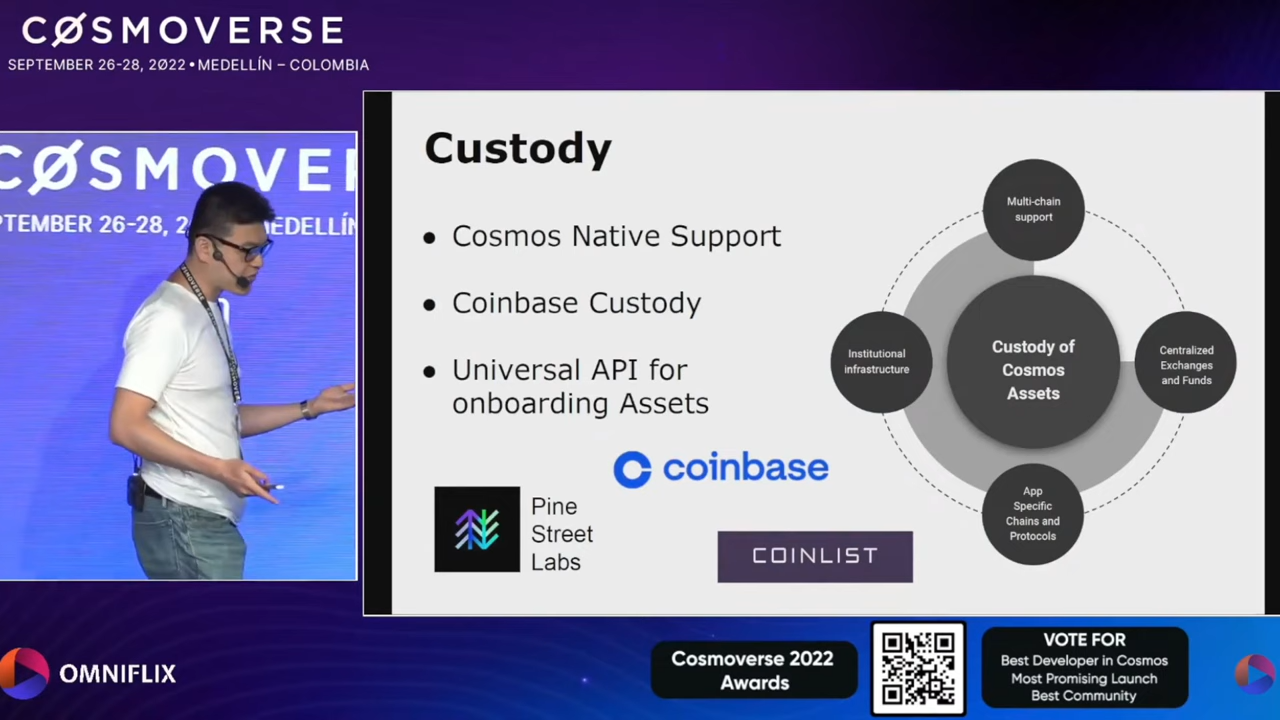 CØSMOVERSE
SEPTEMBER 26-28, 2Ø22 • MEDELLÍN – COLOMBIA
CØSMOVER
PTEMBER 26-28, 2 MEDELLÍN
Custody
• Cosmos Native Support
• Coinbase Custody
• Universal API for
onboarding Assets
coinbase
Pine
Street
Labs
COINLIST
Multi-chain
support
Institutional
infrastructure
Custody of
Cosmos
Assets
Centralized
Exchanges
and Funds
App
Specific
Chains and
Protocols
OMNIFLIX
Cosmoverse 2022
Awards
VOTE FOR
Best Developer in Cosmos
Most Promising Launch
Best Community